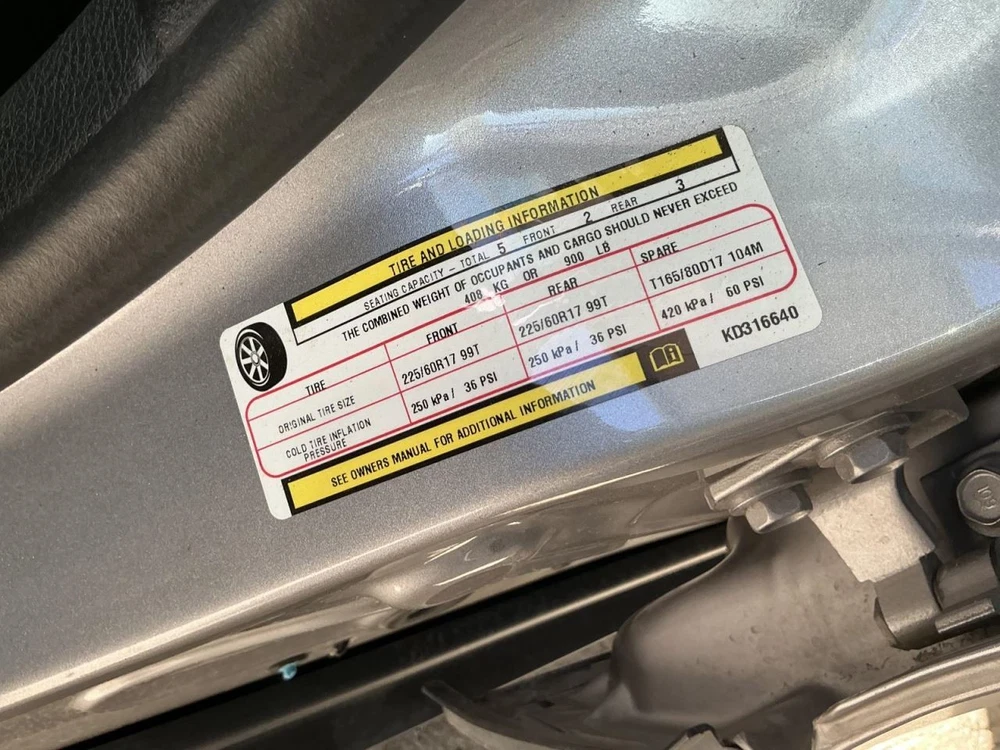 TIRE AND LOADING INFORMATION
SEATING CAPACITY - TOTAL 5 FRONT 2 REAR 3
THE COMBINED WEIGHT OF OCCUPANTS AND CARGO SHOULD NEVER EXCEED
408 KG OR 900 LB
TIRE FRONT REAR SPARE
ORIGINAL TIRE SIZE 225/60R17 99T 225/60R17 99T T165/80D17 104M
COLD TIRE INFLATION PRESSURE 250 kPa / 36 PSI 250 kPa / 36 PSI 420 kPa / 60 PSI
SEE OWNERS MANUAL FOR ADDITIONAL INFORMATION
KD316640